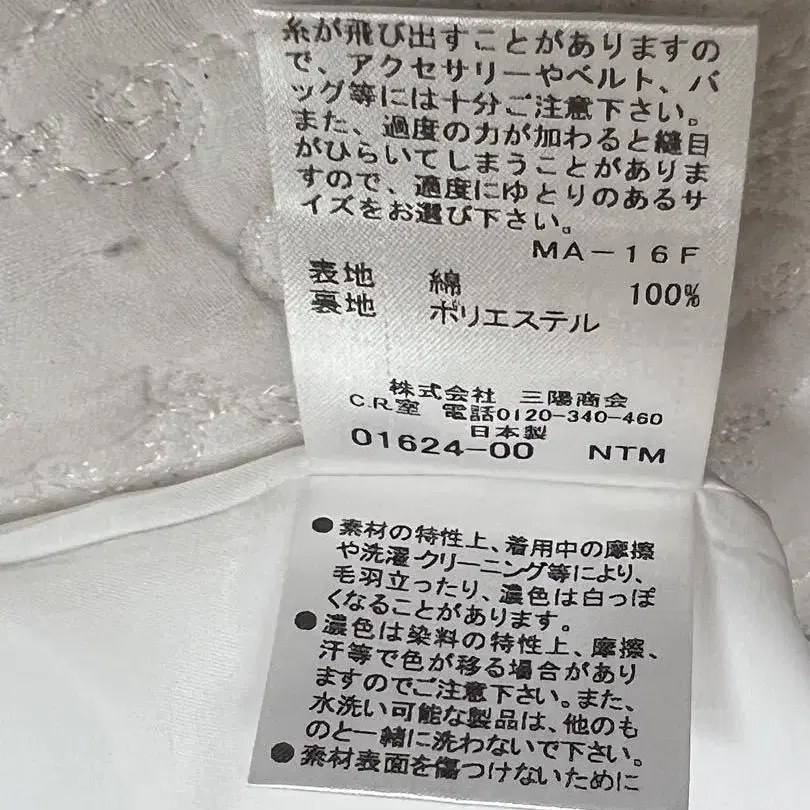 糸が飛び出すことがありますの
で、アクセサリーやベルト、バ
ッグ等には十分ご注意下さい。
また、過度の力が加わると縫目
がひらいてしまうことがありま
すので、適度にゆとりのあるサ
イズをお選び下さい。
MA-16F
表地 綿 100%
裏地 ポリエステル
株式会社 三陽商会
C.R.室 電話0120-340-460
日本製
01624-00 NTM
●素材の特性上、着用中の摩擦
や洗濯・クリーニング等により、
毛羽立ったり、濃色は白っぽ
くなることがあります。
●濃色は染料の特性上、摩擦、
汗等で色が移る場合があり
ますのでご注意下さい。また、
水洗い可能な製品は、他のも
のと一緒に洗わないで下さい。
●素材表面を傷つけないために